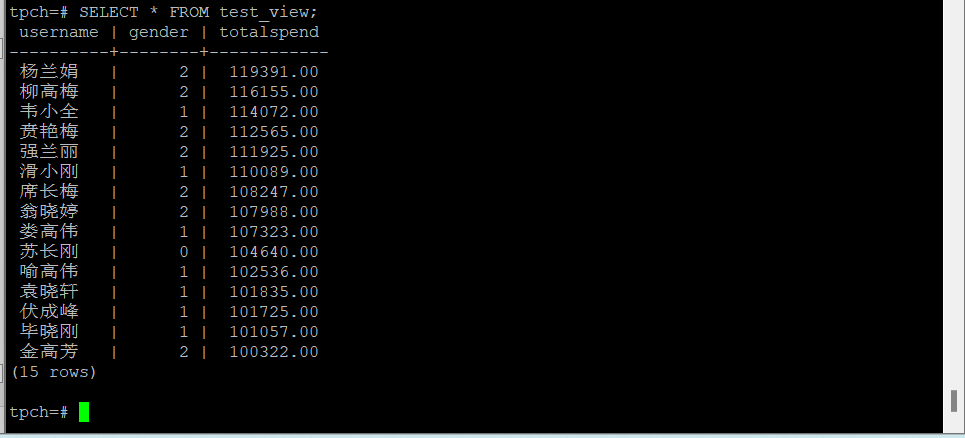 tpch=# SELECT * FROM test_view;
 username | gender | totalspend
----------+--------+------------
 杨兰娟   |      2 |  119391.00
 柳高梅   |      2 |  116155.00
 韦小全   |      1 |  114072.00
 贲艳梅   |      2 |  112565.00
 强兰丽   |      2 |  111925.00
 滑小刚   |      1 |  110089.00
 席长梅   |      2 |  108247.00
 翁晓婷   |      2 |  107988.00
 娄高伟   |      1 |  107323.00
 苏长刚   |      0 |  104640.00
 喻高伟   |      1 |  102536.00
 袁晓轩   |      1 |  101835.00
 伏成峰   |      1 |  101725.00
 毕晓刚   |      1 |  101057.00
 金高芳   |      2 |  100322.00
(15 rows)
tpch=#